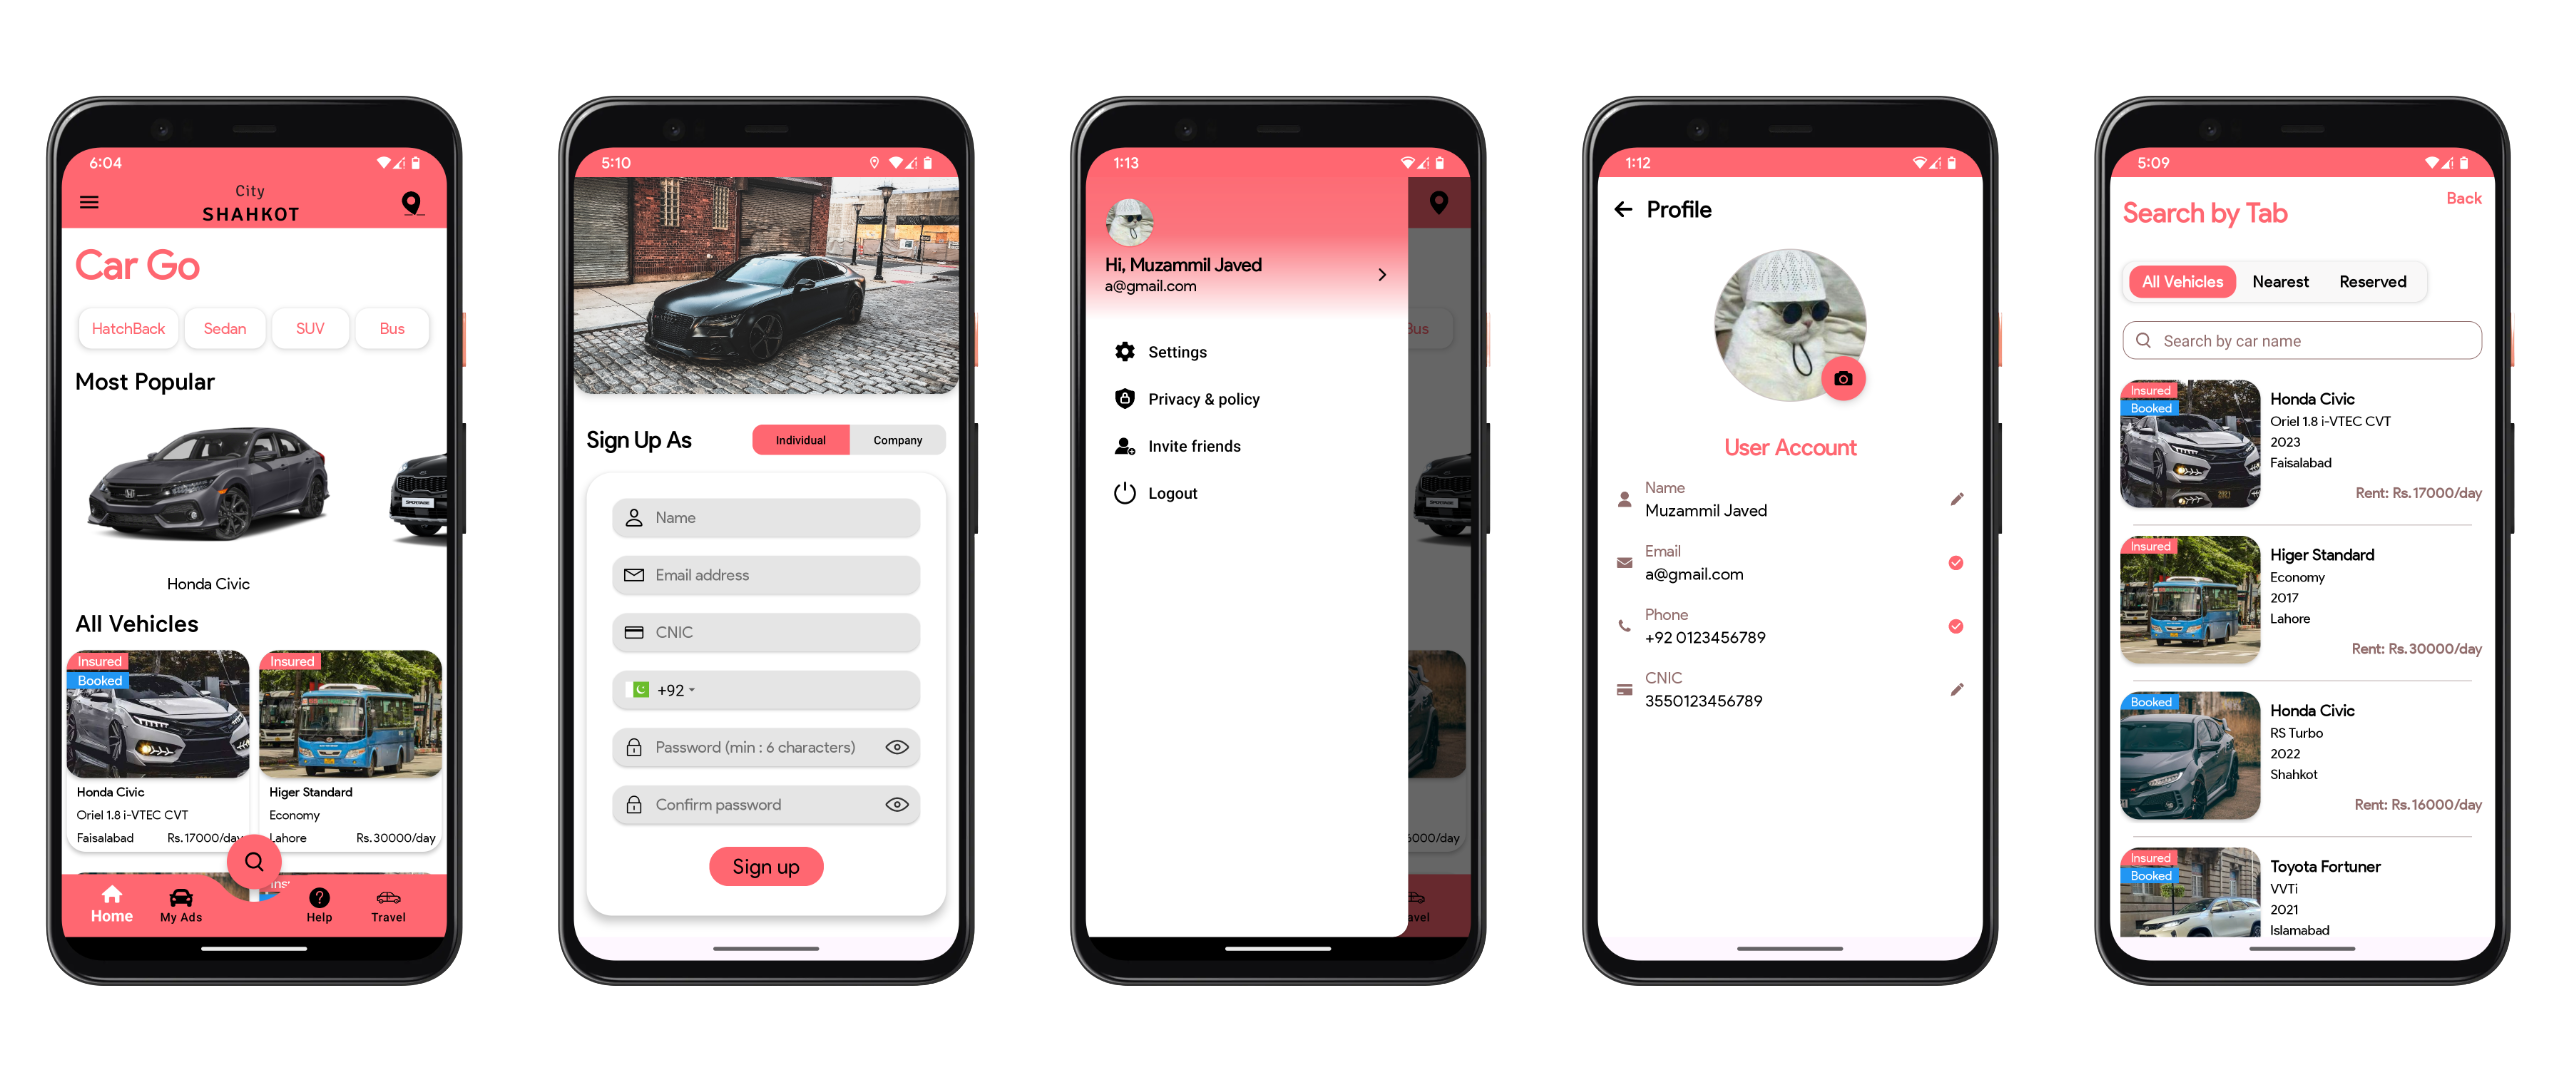 6:04
City
SHAHKOT
Car Go
HatchBack Sedan SUV Bus
Most Popular
Honda Civic
All Vehicles
Insured
Booked
Insured
Honda Civic
Oriel 1.8 i-VTEC CVT
Faisalabad Rs.17000/day
Higer Standard
Economy
Lahore Rs.30000/day
Ins
Home My Ads Help Travel
5:10
Sign Up As
Individual Company
Name
Email address
CNIC
+92
Password (min : 6 characters)
Confirm password
Sign up
1:13
Hi, Muzammil Javed
a@gmail.com
Settings
Privacy & policy
Invite friends
Logout
Bus
6000/day
avel
1:12
Profile
User Account
Name
Muzammil Javed
Email
a@gmail.com
Phone
+92 0123456789
CNIC
3550123456789
5:09
Back
Search by Tab
All Vehicles Nearest Reserved
Search by car name
Insured
Booked
Honda Civic
Oriel 1.8 i-VTEC CVT
2023
Faisalabad
Rent: Rs.17000/day
Insured
Higer Standard
Economy
2017
Lahore
Rent: Rs.30000/day
Booked
Honda Civic
RS Turbo
2022
Shahkot
Rent: Rs.16000/day
Insured
Booked
Toyota Fortuner
VVTi
2021
Islamabad